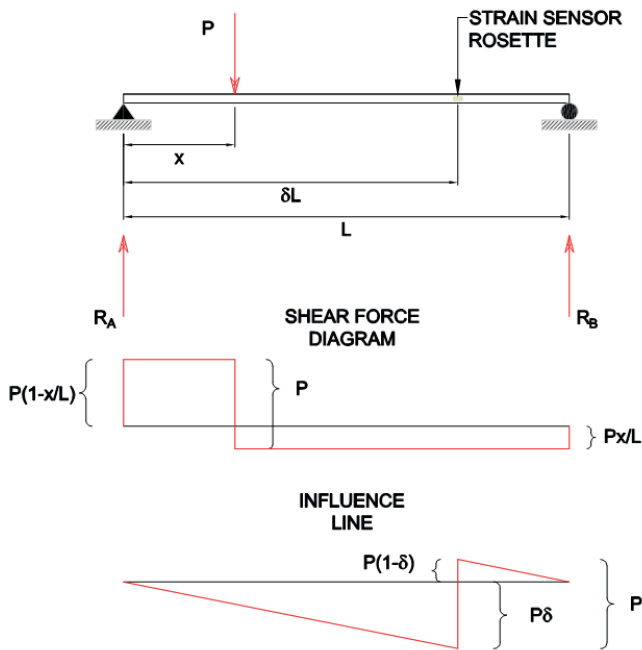 P
STRAIN SENSOR
ROSETTE
x
δL
L
R_A
R_B
SHEAR FORCE
DIAGRAM
P(1-x/L)
P
Px/L
INFLUENCE
LINE
P(1-δ)
Pδ
P